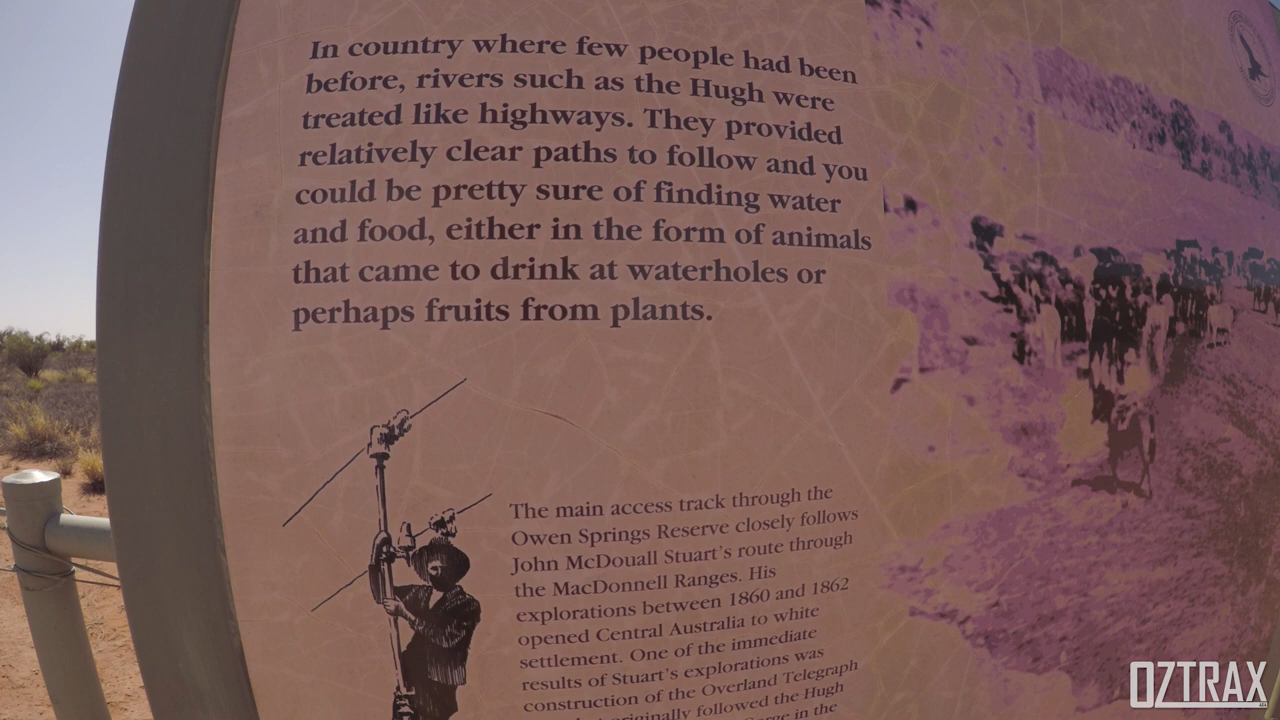 In country where few people had been
before, rivers such as the Hugh were
treated like highways. They provided
relatively clear paths to follow and you
could be pretty sure of finding water
and food, either in the form of animals
that came to drink at waterholes or
perhaps fruits from plants.
The main access track through the
Owen Springs Reserve closely follows
John McDouall Stuart's route through
the MacDonnell Ranges. His
explorations between 1860 and 1862
opened Central Australia to white
settlement. One of the immediate
results of Stuart's explorations was
construction of the Overland Telegraph
originally followed the Hugh
in the
OZTRAX